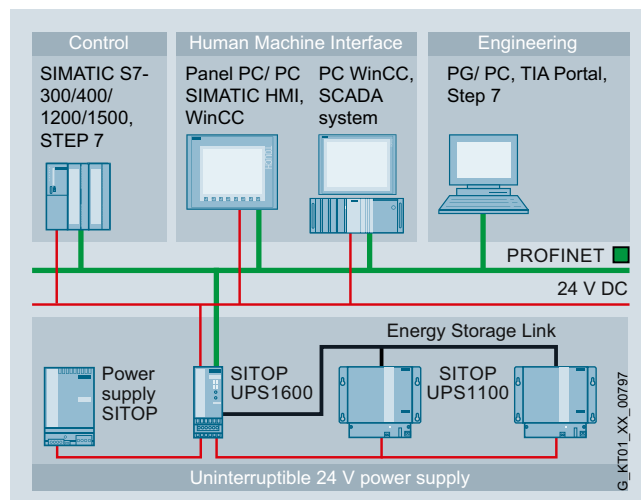 Control
Human Machine Interface
Engineering
SIMATIC S7-
300/400/
1200/1500,
STEP 7
Panel PC/ PC
SIMATIC HMI,
WinCC
PC WinCC,
SCADA
system
PG/ PC, TIA Portal,
Step 7
PROFINET
24 V DC
Energy Storage Link
Power
supply
SITOP
SITOP
UPS1600
SITOP
UPS1100
Uninterruptible 24 V power supply
G_KT01_XX_00797